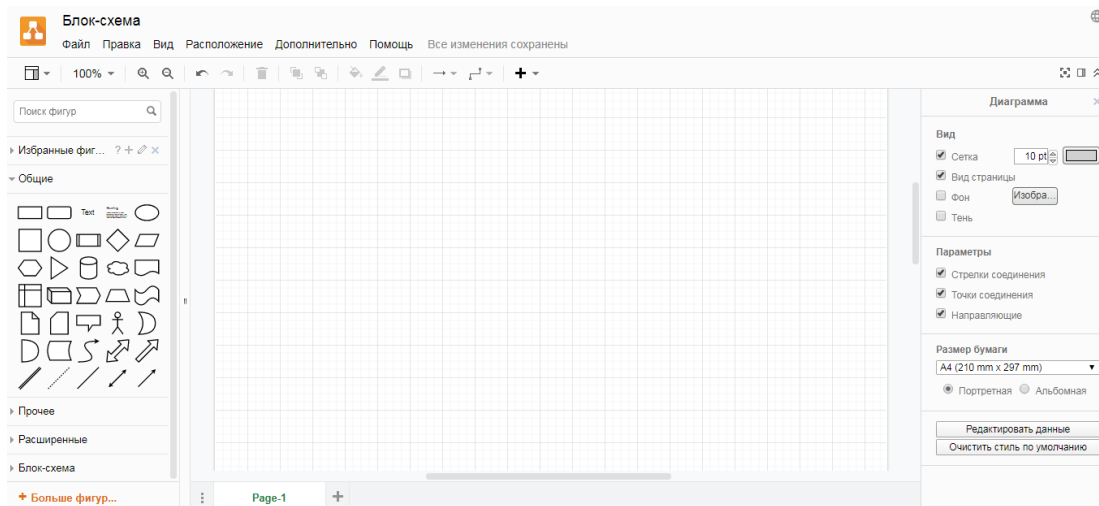 Блок-схема
Файл Правка Вид Расположение Дополнительно Помощь Все изменения сохранены
100%
Поиск фигур
Избранные фиг... ?
Общие
Text
Прочее
Расширенные
Блок-схема
+ Больше фигур...
Page-1
Диаграмма
Вид
Сетка 10 pt
Вид страницы
Фон Изобра...
Тень
Параметры
Стрелки соединения
Точки соединения
Направляющие
Размер бумаги
A4 (210 mm x 297 mm)
Портретная Альбомная
Редактировать данные
Очистить стиль по умолчанию